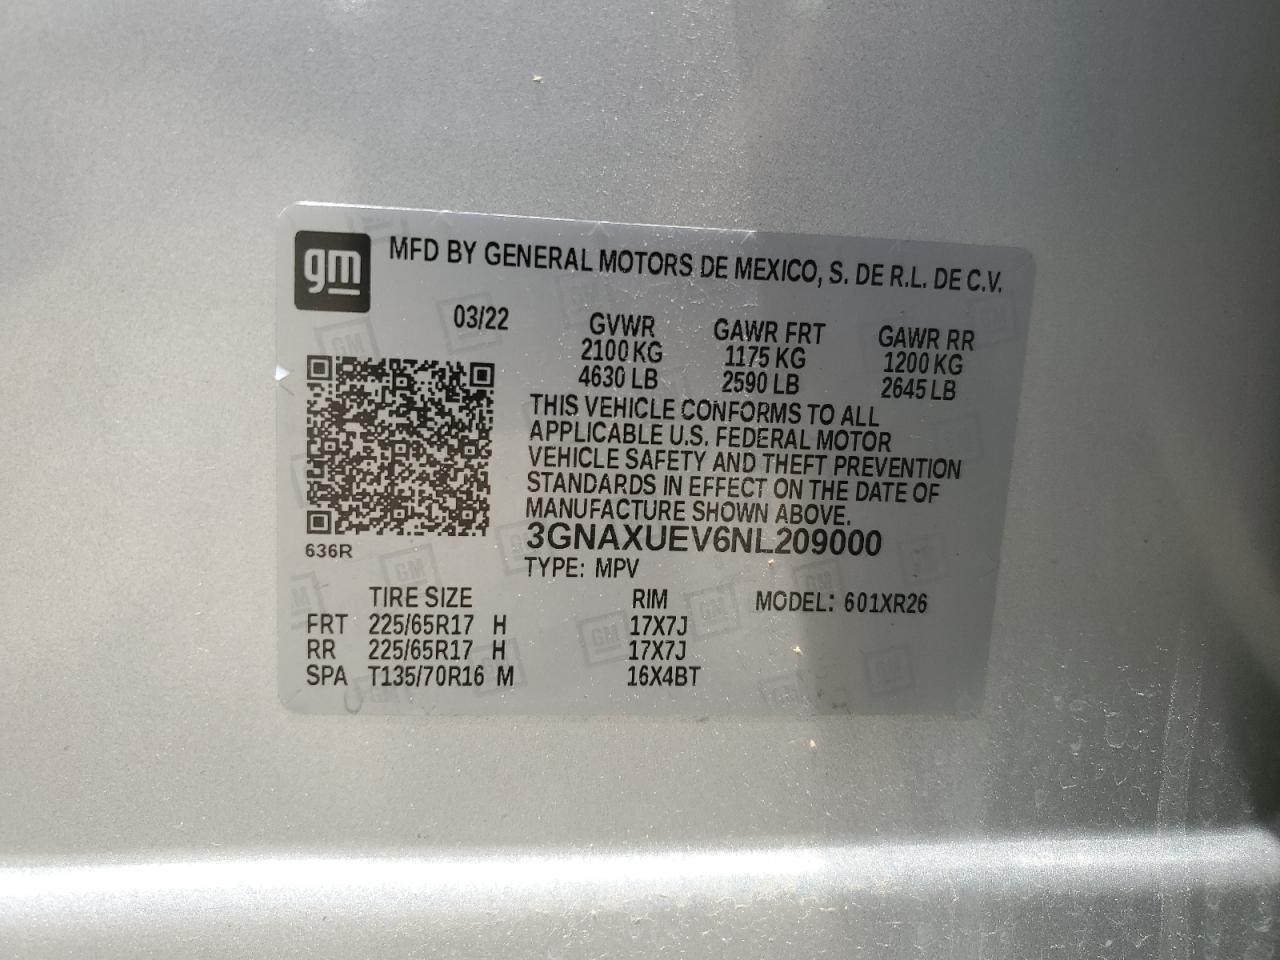 gm
MFD BY GENERAL MOTORS DE MEXICO, S. DE R.L. DE C.V.
03/22 GVWR GAWR FRT GAWR RR
2100 KG 1175 KG 1200 KG
4630 LB 2590 LB 2645 LB
THIS VEHICLE CONFORMS TO ALL
APPLICABLE U.S. FEDERAL MOTOR
VEHICLE SAFETY AND THEFT PREVENTION
STANDARDS IN EFFECT ON THE DATE OF
MANUFACTURE SHOWN ABOVE.
3GNAXUEV6NL209000
636R
TYPE: MPV
TIRE SIZE RIM MODEL: 601XR26
FRT 225/65R17 H 17X7J
RR 225/65R17 H 17X7J
SPA T135/70R16 M 16X4BT